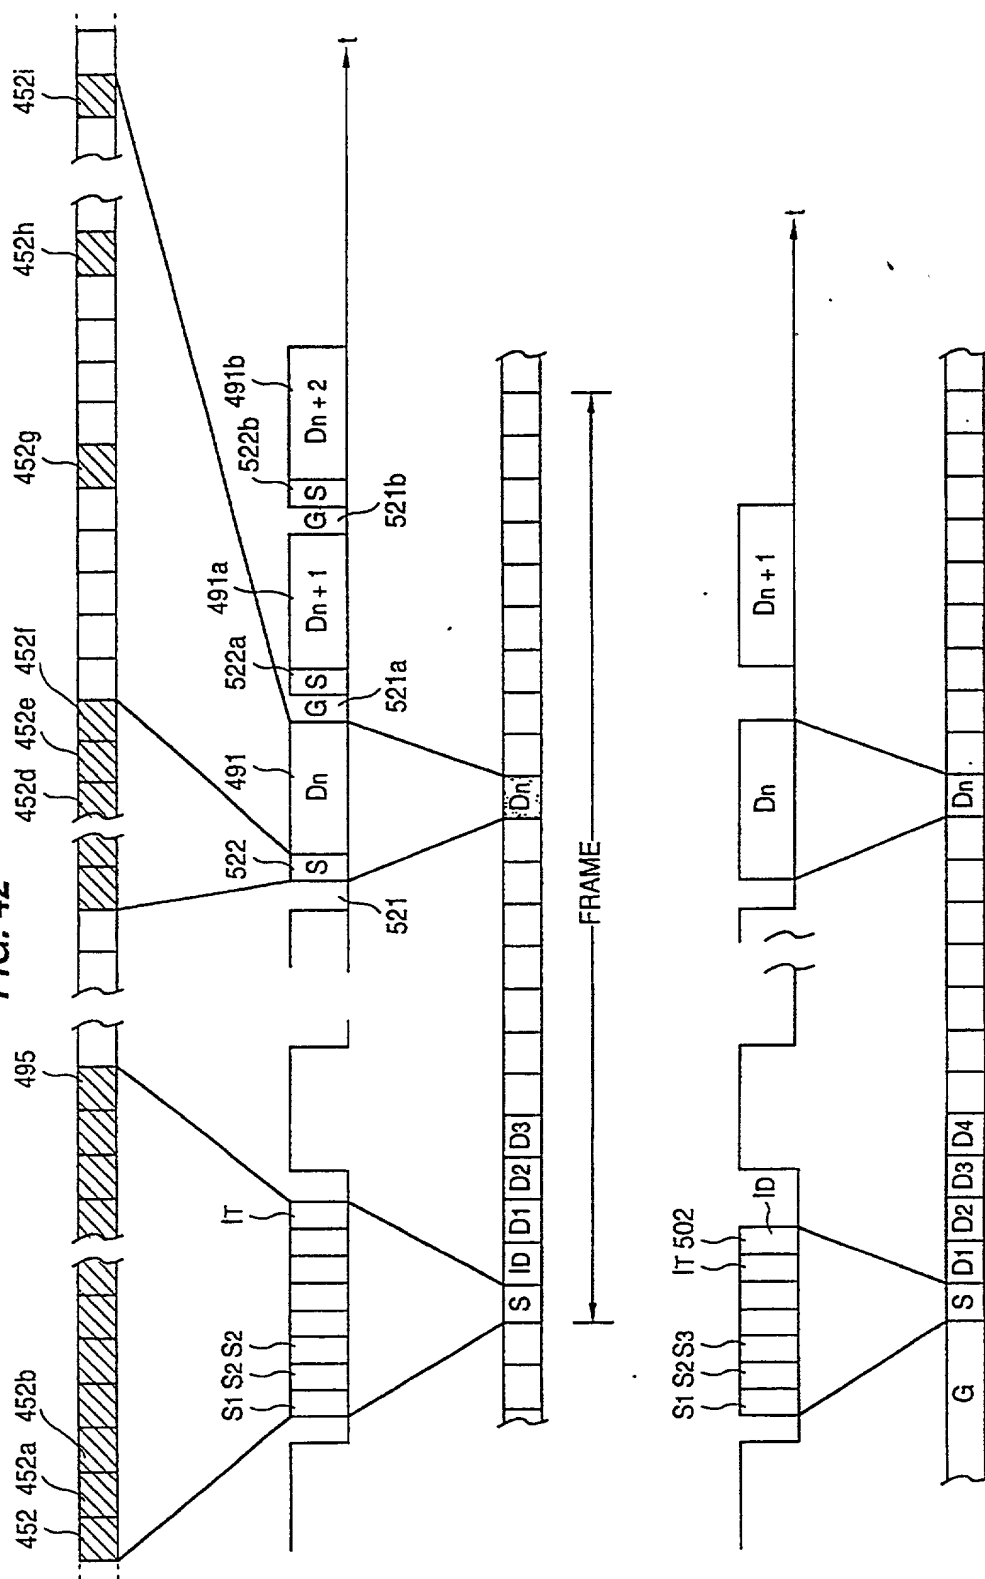 FIG. 42
452 452a 452b 495 452d 452e 452f 452g 452h 452i
S1 S2 S2 IT
521 522 S 491 Dn G 521a 522a S 491a Dn + 1 G 521b 522b S 491b Dn + 2 t
S ID D1 D2 D3 Dn
FRAME
S1 S2 S3 IT 502 ID Dn Dn + 1 t
G S D1 D2 D3 D4 Dn